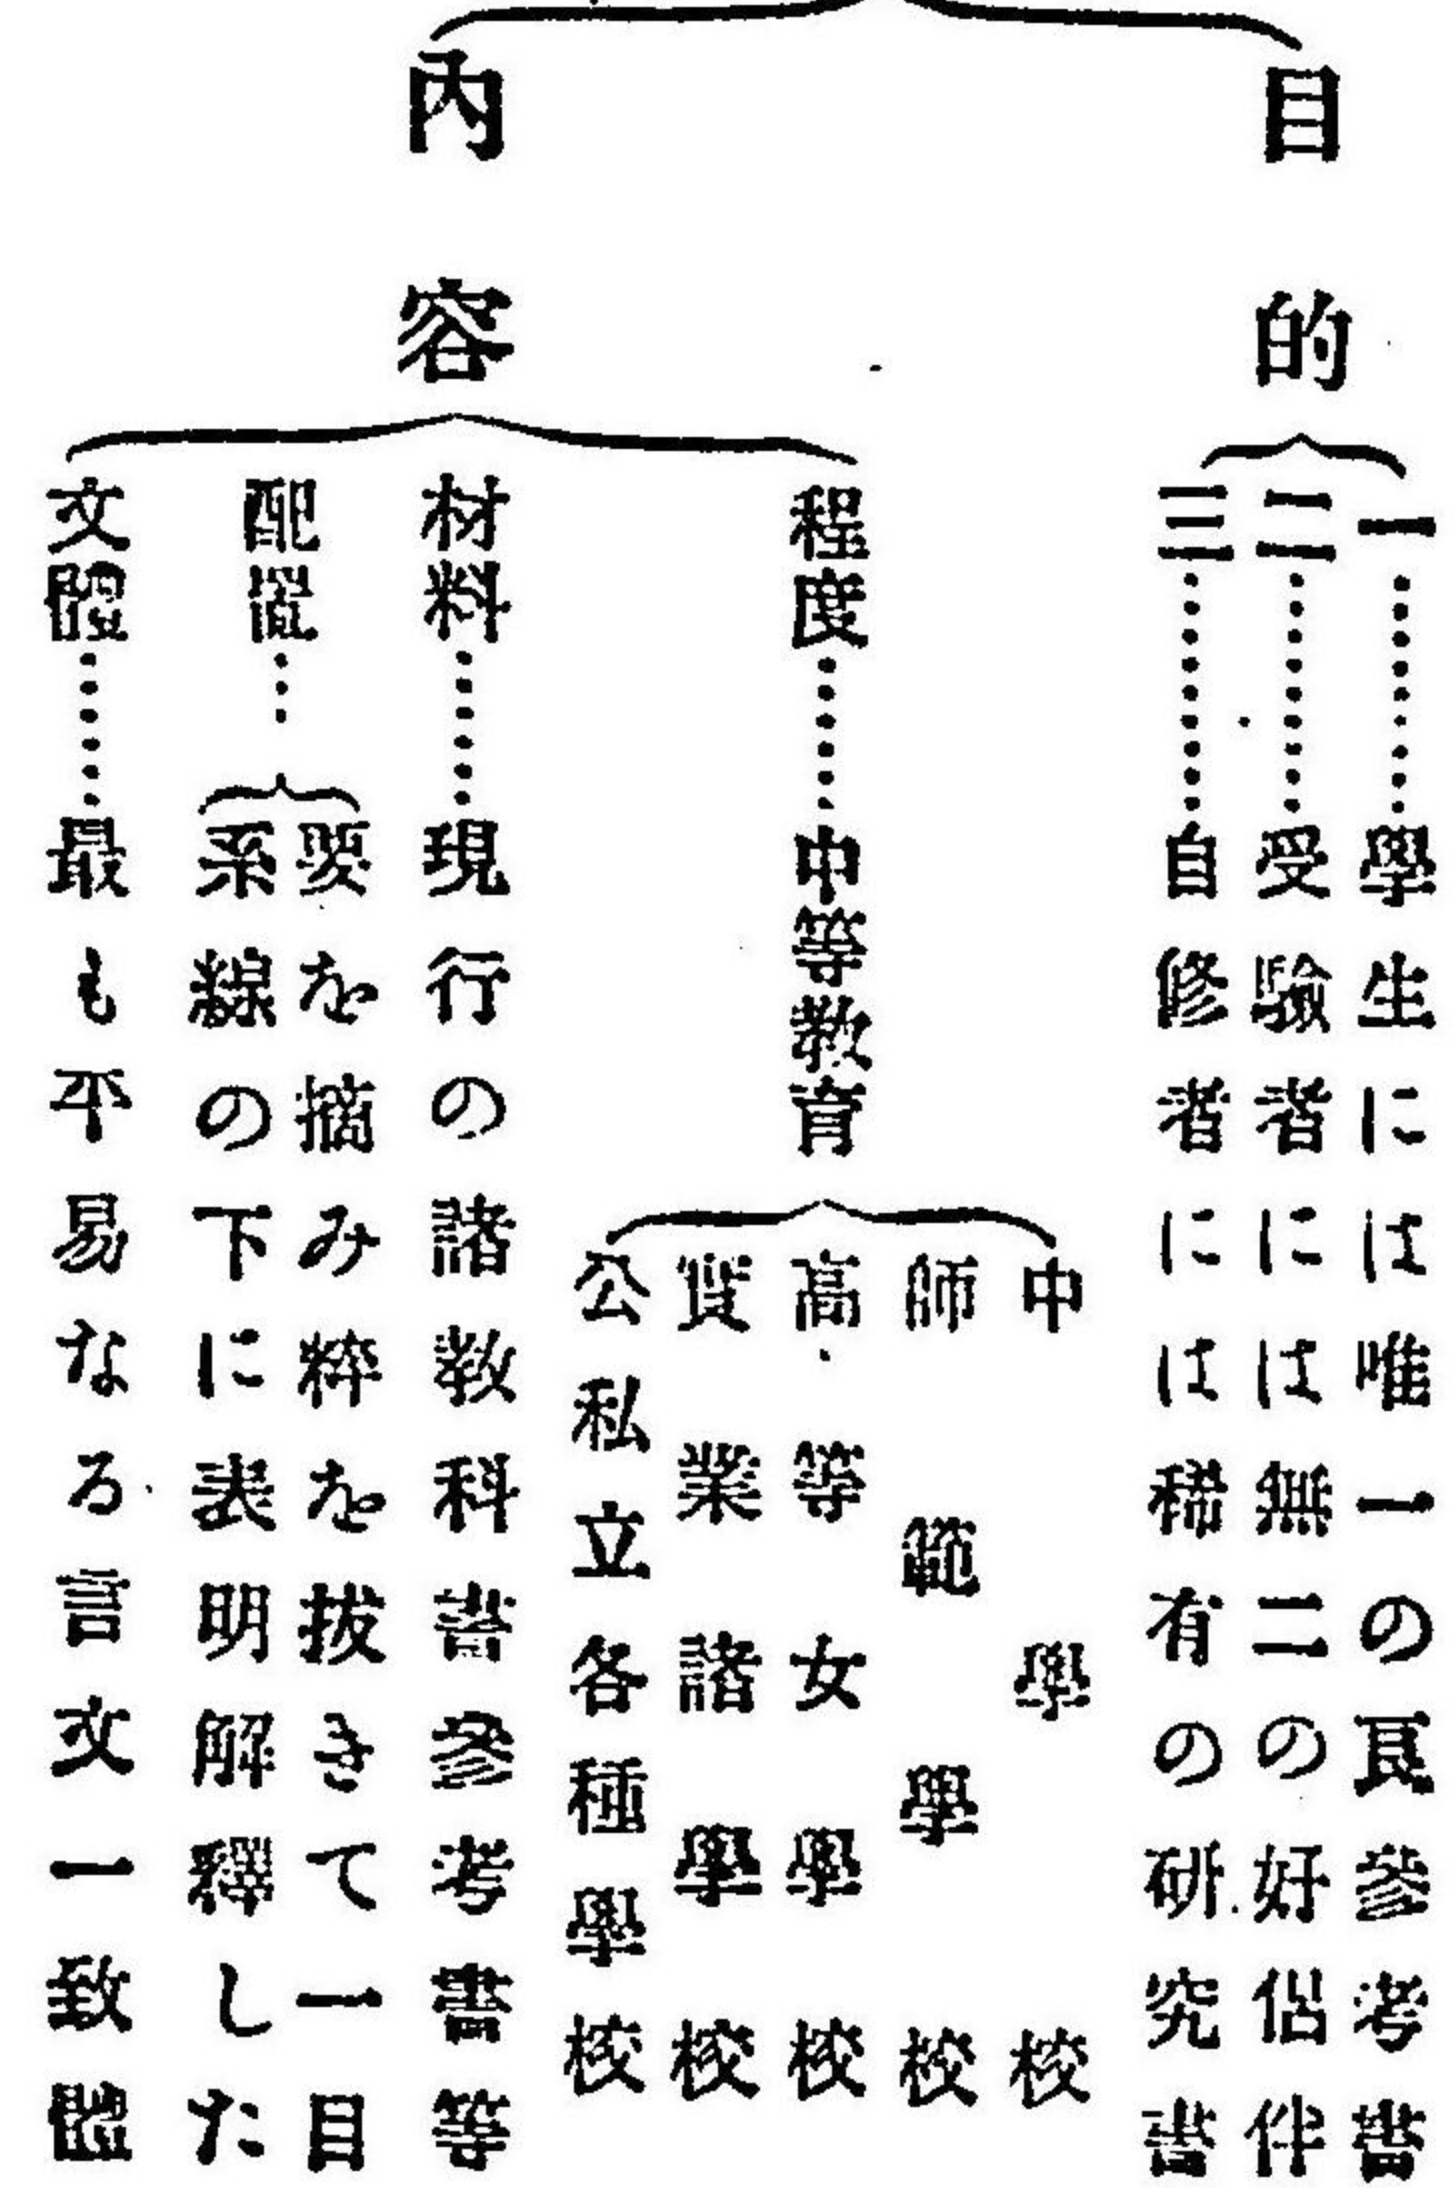 目的
一………學生には唯一の良參考書
二………受驗者には無二の好侶伴
三………自修者には稀有の研究書
內容
程度……中等教育
中學校
師範學校
高等女學校
實業諸學校
公私立各種學校
材料……現行の諸教科書參考書等
配置…
要を摘み粹を拔きて一目
系線の下に表明解釋した
文體……最も平易なる言文一致體